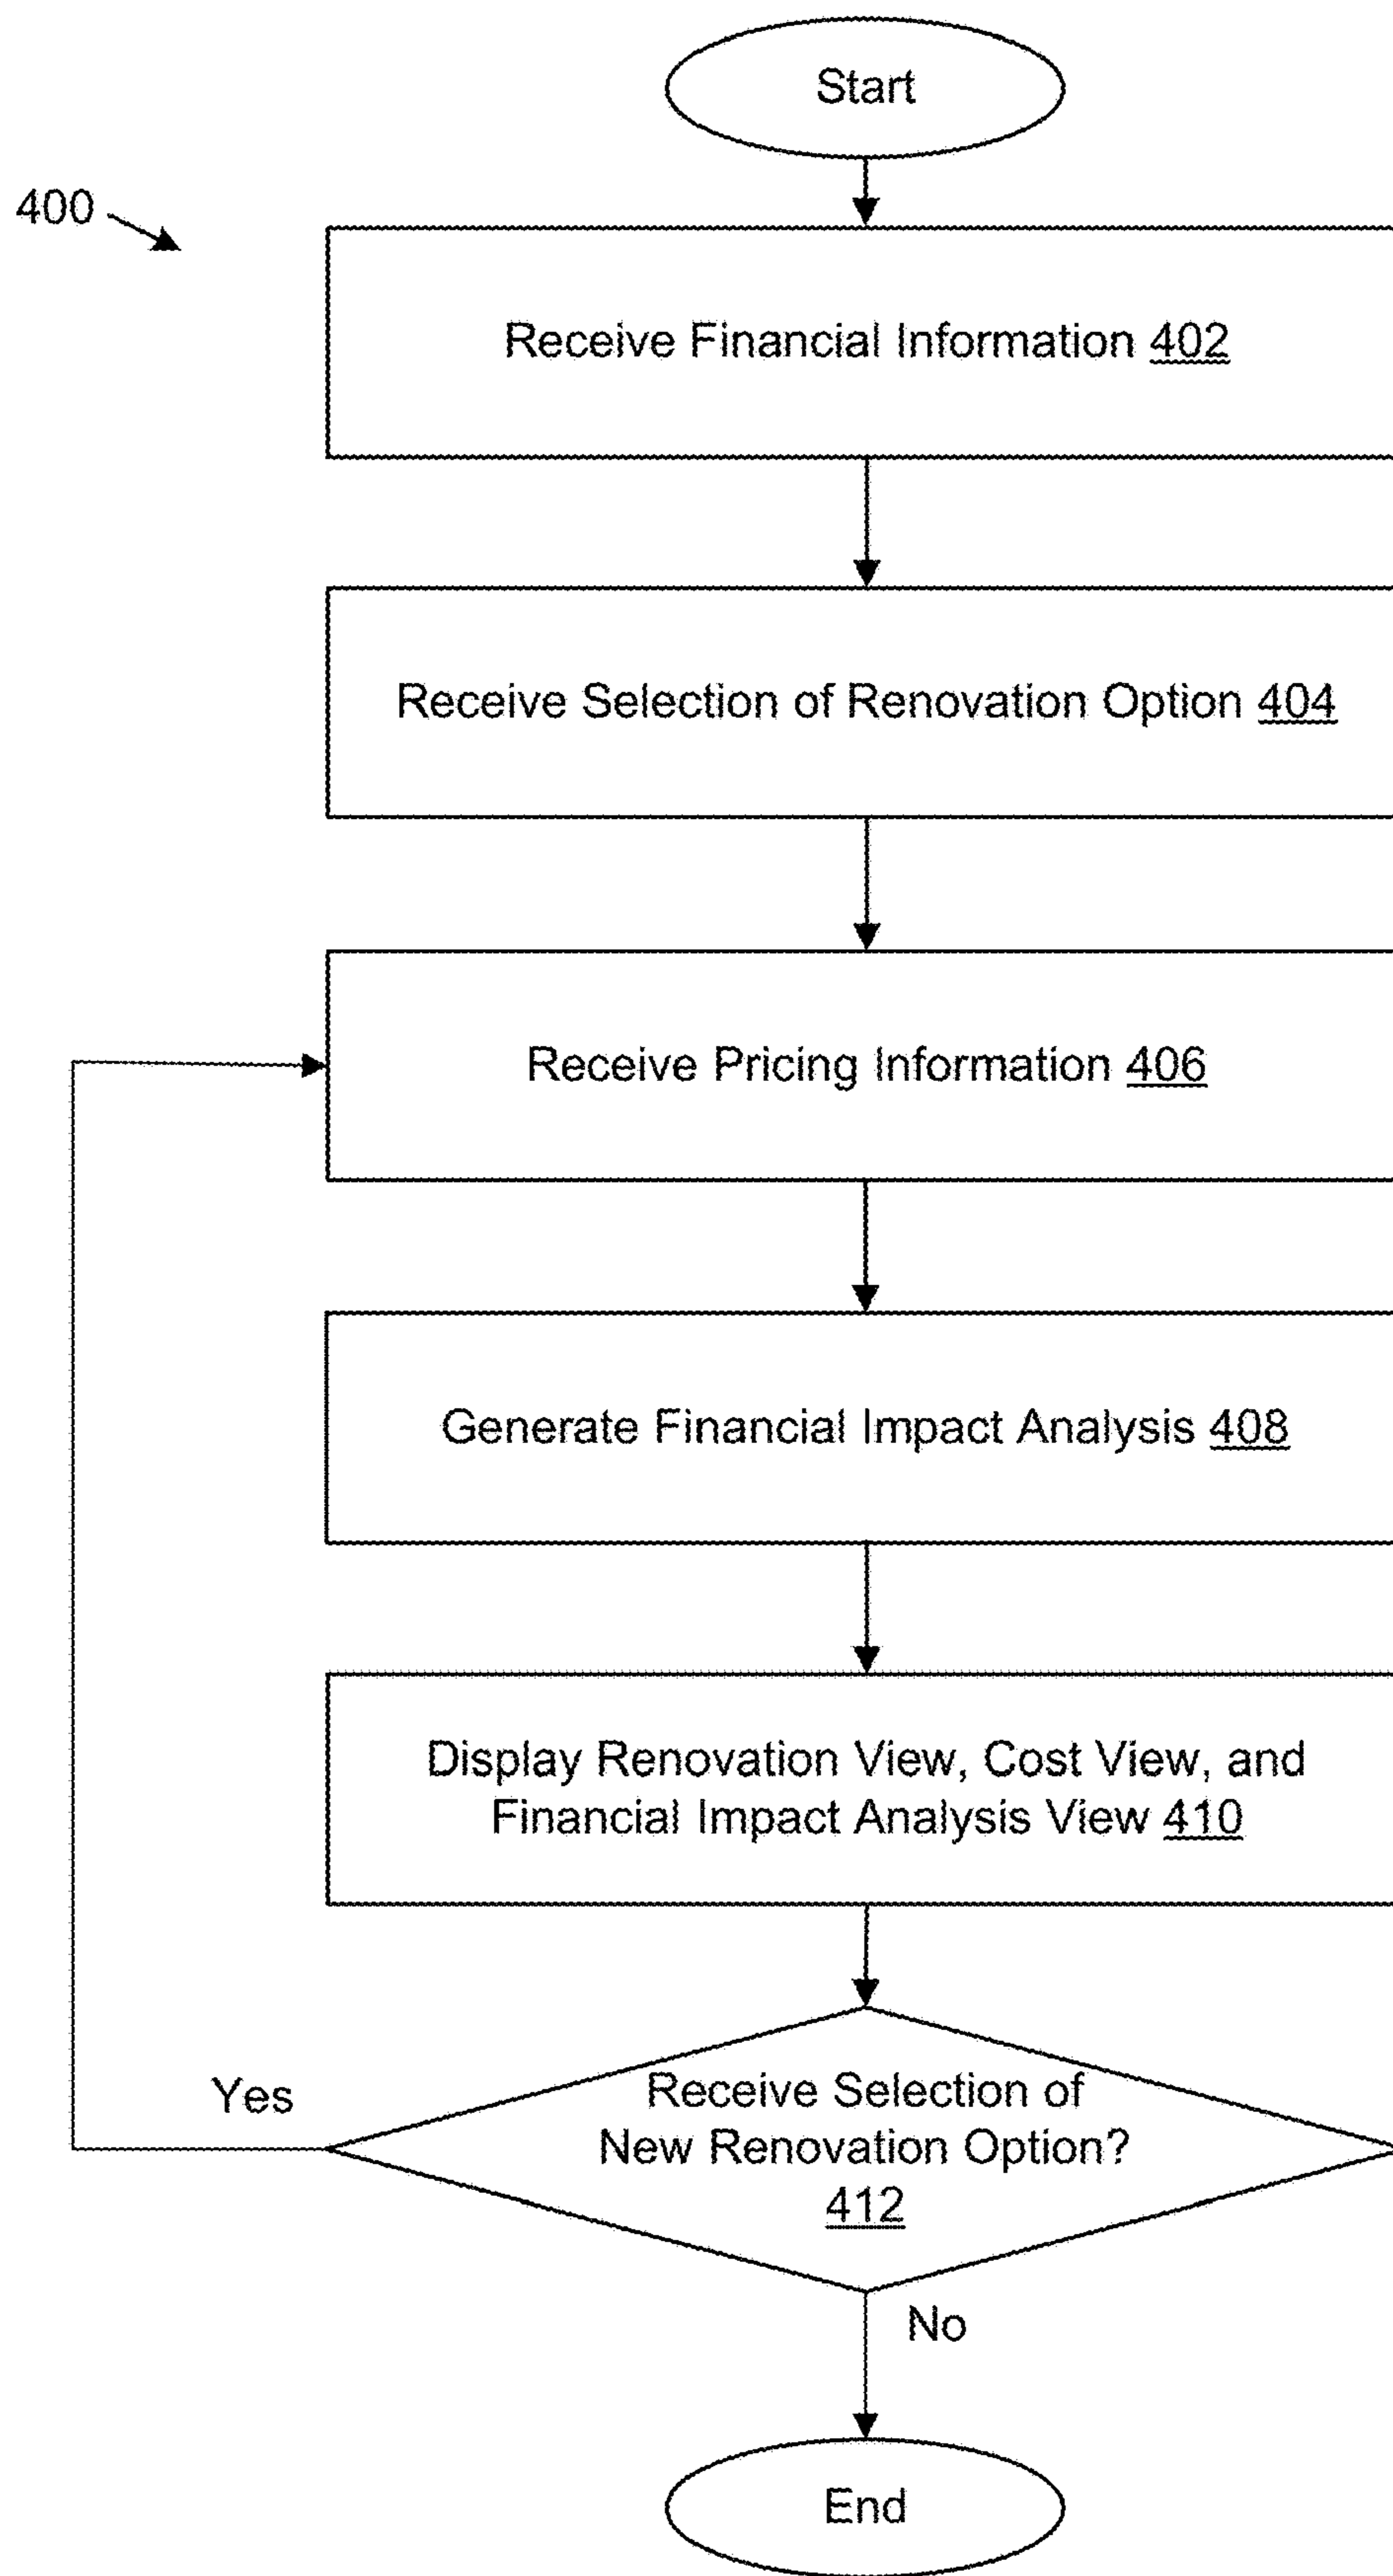 Start
400
Receive Financial Information 402
Receive Selection of Renovation Option 404
Receive Pricing Information 406
Generate Financial Impact Analysis 408
Display Renovation View, Cost View, and
Financial Impact Analysis View 410
Yes
Receive Selection of
New Renovation Option?
412
No
End